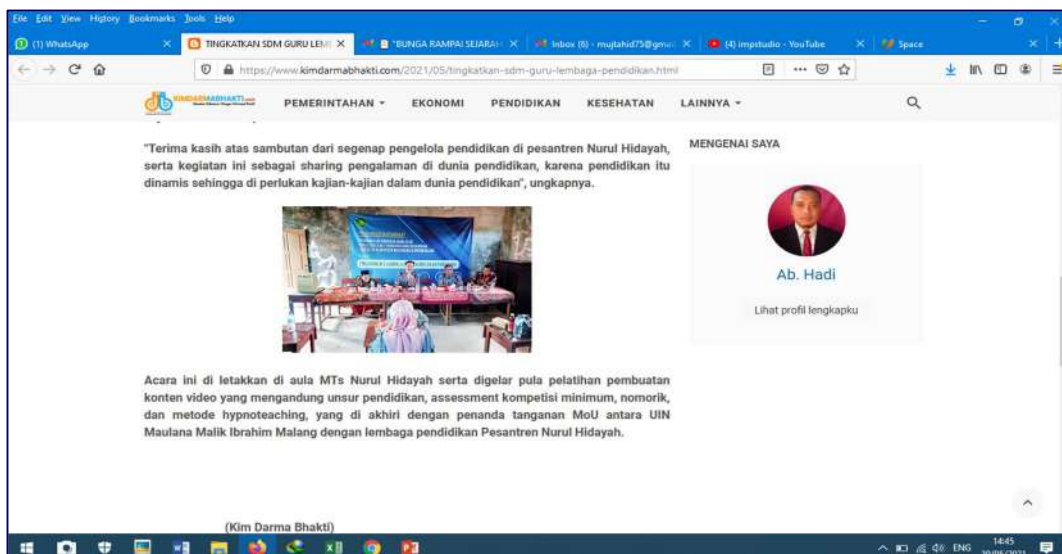 File Edit View History Bookmarks Tools Help
(1) WhatsApp
TINGKATKAN SDM GURU LEM
"BUNGA RAMPAI SEJARAH
Inbox (6) - mujtahid75@gmai
(4) impstudio - YouTube
Space
https://www.kimdarmabhakti.com/2021/05/tingkatkan-sdm-guru-lembaga-pendidikan.html
KIMDARMABHAKTI.com
PEMERINTAHAN EKONOMI PENDIDIKAN KESEHATAN LAINNYA
"Terima kasih atas sambutan dari segenap pengelola pendidikan di pesantren Nurul Hidayah,
serta kegiatan ini sebagai sharing pengalaman di dunia pendidikan, karena pendidikan itu
dinamis sehingga di perlukan kajian-kajian dalam dunia pendidikan", ungkapnya.
MENGENAI SAYA
Ab. Hadi
Lihat profil lengkapku
Acara ini di letakkan di aula MTs Nurul Hidayah serta digelar pula pelatihan pembuatan
konten video yang mengandung unsur pendidikan, assessment kompetisi minimum, nomorik,
dan metode hypnoteaching, yang di akhiri dengan penanda tanganan MoU antara UIN
Maulana Malik Ibrahim Malang dengan lembaga pendidikan Pesantren Nurul Hidayah.
(Kim Darma Bhakti)
ENG
14:45